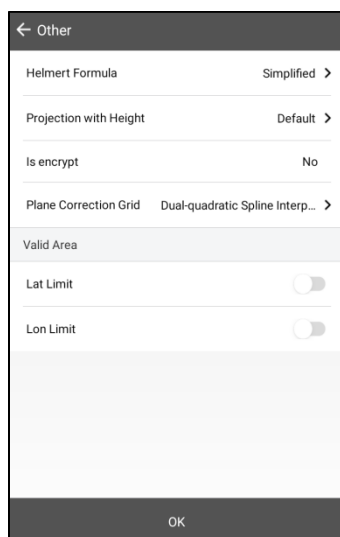 Other
Helmert Formula Simplified
Projection with Height Default
Is encrypt No
Plane Correction Grid Dual-quadratic Spline Interp...
Valid Area
Lat Limit
Lon Limit
OK